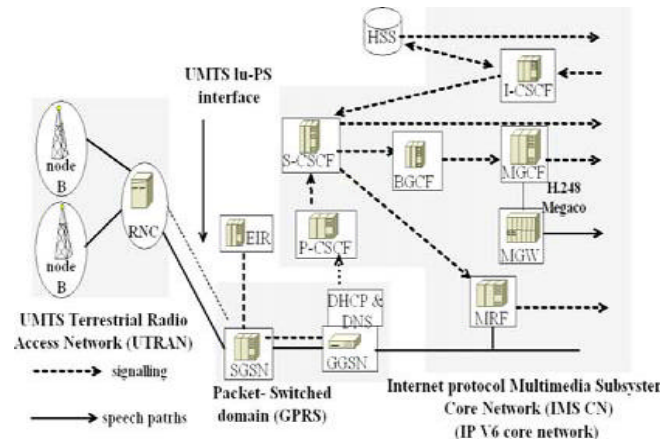 HSS
UMTS lu-PS
interface
I-CSCF
S-CSCF
BGCF
MGCF
node
B
RNC
H.248
Megaco
EIR
P-CSCF
MGW
node
B
DHCP &
DNS
MRF
UMTS Terrestrial Radio
Access Network (UTRAN)
SGSN
GGSN
signalling
Packet- Switched
domain (GPRS)
Internet protocol Multimedia Subsyster
Core Network (IMS CN)
(IP V6 core network)
speech patrhs